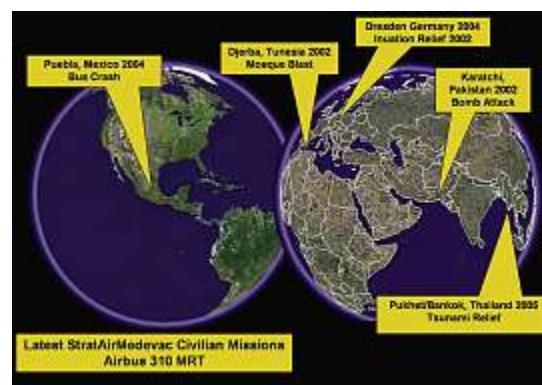 Dresden Germany 2004
Inuation Relief 2002
Djerba, Tunesia 2002
Mosque Blast
Puebla, Mexico 2004
Bus Crash
Karatchi,
Pakistan 2002
Bomb Attack
Pukhet/Bankok, Thailand 2005
Tsunami Relief
Latest StratAirMedevac Civilian Missions
Airbus 310 MRT